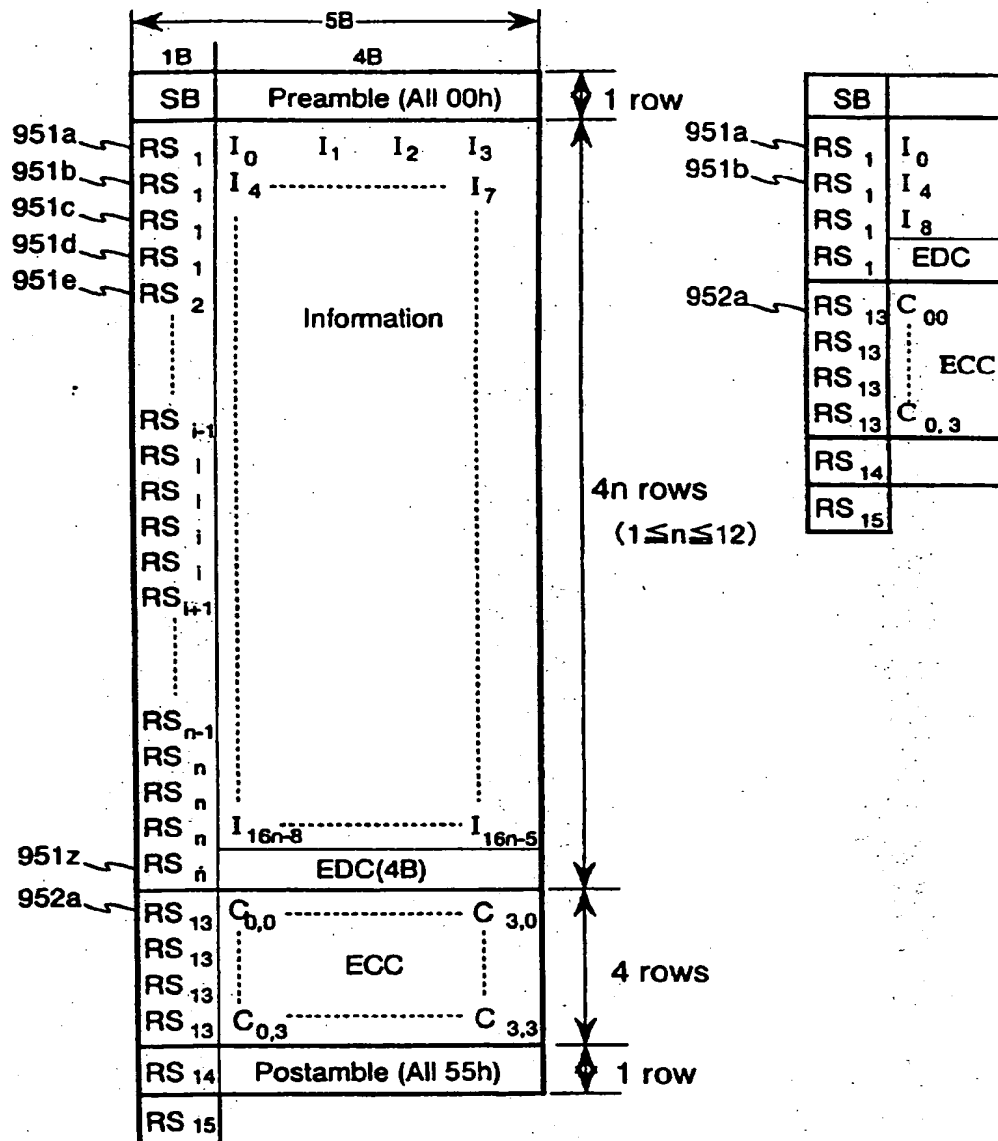 5B
1B 4B
SB Preamble (All 00h) 1 row
951a RS 1 I0 I1 I2 I3
951b RS 1 I4 I7
951c RS 1
951d RS 1
951e RS 2
Information
RS i-1
RS i
RS i
RS i
RS i
RS i+1
4n rows
(1≦n≦12)
RS n-1
RS n
RS n
RS n I16n-8 I16n-5
951z RS n EDC(4B)
952a RS 13 C0,0 C 3,0
RS 13
RS 13 ECC 4 rows
RS 13 C0,3 C 3,3
RS 14 Postamble (All 55h) 1 row
RS 15
SB
951a RS 1 I0
951b RS 1 I4
RS 1 I8
RS 1 EDC
952a RS 13 C00
RS 13
RS 13 ECC
RS 13 C0,3
RS 14
RS 15